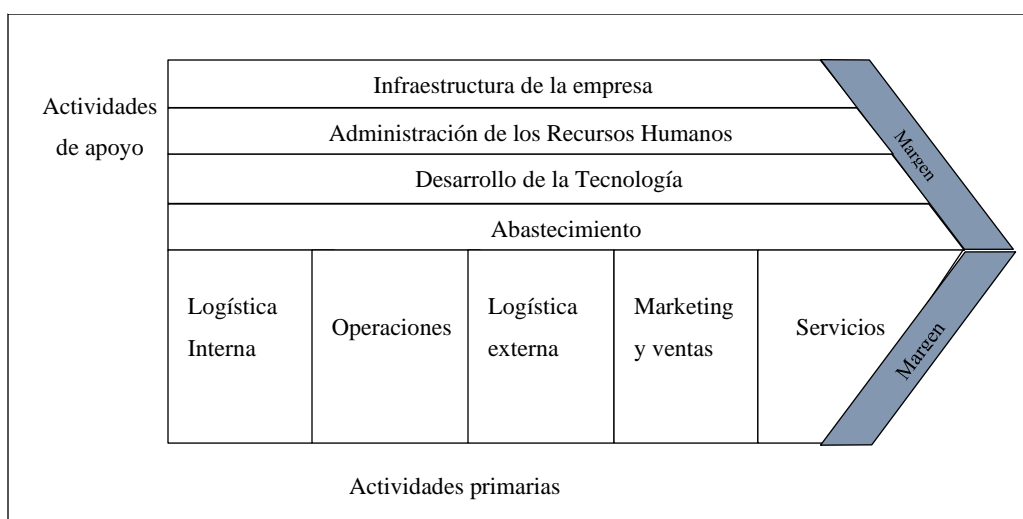 Actividades
de apoyo
Infraestructura de la empresa
Administración de los Recursos Humanos
Desarrollo de la Tecnología
Abastecimiento
Margen
Logística
Interna
Operaciones
Logística
externa
Marketing
y ventas
Servicios
Margen
Actividades primarias